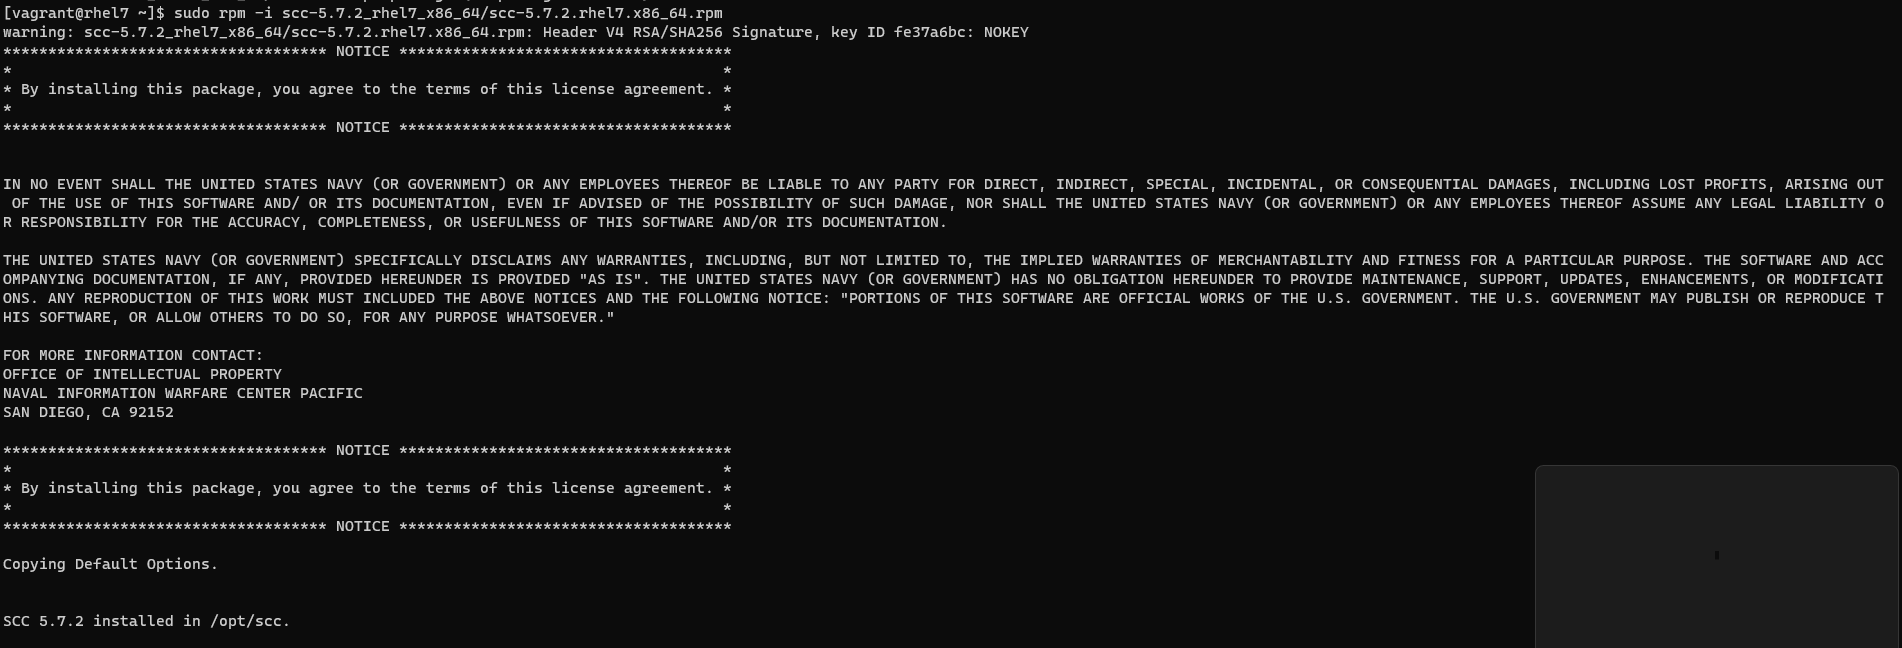 [vagrant@rhel7 ~]$ sudo rpm -i scc-5.7.2_rhel7_x86_64/scc-5.7.2.rhel7.x86_64.rpm
warning: scc-5.7.2_rhel7_x86_64/scc-5.7.2.rhel7.x86_64.rpm: Header V4 RSA/SHA256 Signature, key ID fe37a6bc: NOKEY
************************************ NOTICE *************************************
*                                                                               *
* By installing this package, you agree to the terms of this license agreement. *
*                                                                               *
************************************ NOTICE *************************************
IN NO EVENT SHALL THE UNITED STATES NAVY (OR GOVERNMENT) OR ANY EMPLOYEES THEREOF BE LIABLE TO ANY PARTY FOR DIRECT, INDIRECT, SPECIAL, INCIDENTAL, OR CONSEQUENTIAL DAMAGES, INCLUDING LOST PROFITS, ARISING OUT
 OF THE USE OF THIS SOFTWARE AND/ OR ITS DOCUMENTATION, EVEN IF ADVISED OF THE POSSIBILITY OF SUCH DAMAGE, NOR SHALL THE UNITED STATES NAVY (OR GOVERNMENT) OR ANY EMPLOYEES THEREOF ASSUME ANY LEGAL LIABILITY O
R RESPONSIBILITY FOR THE ACCURACY, COMPLETENESS, OR USEFULNESS OF THIS SOFTWARE AND/OR ITS DOCUMENTATION.
THE UNITED STATES NAVY (OR GOVERNMENT) SPECIFICALLY DISCLAIMS ANY WARRANTIES, INCLUDING, BUT NOT LIMITED TO, THE IMPLIED WARRANTIES OF MERCHANTABILITY AND FITNESS FOR A PARTICULAR PURPOSE. THE SOFTWARE AND ACC
OMPANYING DOCUMENTATION, IF ANY, PROVIDED HEREUNDER IS PROVIDED "AS IS". THE UNITED STATES NAVY (OR GOVERNMENT) HAS NO OBLIGATION HEREUNDER TO PROVIDE MAINTENANCE, SUPPORT, UPDATES, ENHANCEMENTS, OR MODIFICATI
ONS. ANY REPRODUCTION OF THIS WORK MUST INCLUDED THE ABOVE NOTICES AND THE FOLLOWING NOTICE: "PORTIONS OF THIS SOFTWARE ARE OFFICIAL WORKS OF THE U.S. GOVERNMENT. THE U.S. GOVERNMENT MAY PUBLISH OR REPRODUCE T
HIS SOFTWARE, OR ALLOW OTHERS TO DO SO, FOR ANY PURPOSE WHATSOEVER."
FOR MORE INFORMATION CONTACT:
OFFICE OF INTELLECTUAL PROPERTY
NAVAL INFORMATION WARFARE CENTER PACIFIC
SAN DIEGO, CA 92152
************************************ NOTICE *************************************
*                                                                               *
* By installing this package, you agree to the terms of this license agreement. *
*                                                                               *
************************************ NOTICE *************************************
Copying Default Options.
SCC 5.7.2 installed in /opt/scc.